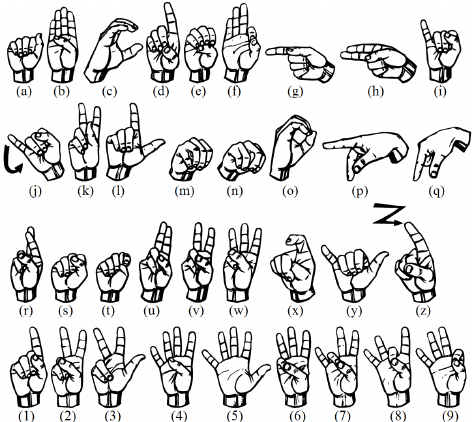 (a) (b) (c) (d) (e) (f) (g) (h) (i)
(j) (k) (l) (m) (n) (o) (p) (q)
Z
(r) (s) (t) (u) (v) (w) (x) (y) (z)
(1) (2) (3) (4) (5) (6) (7) (8) (9)